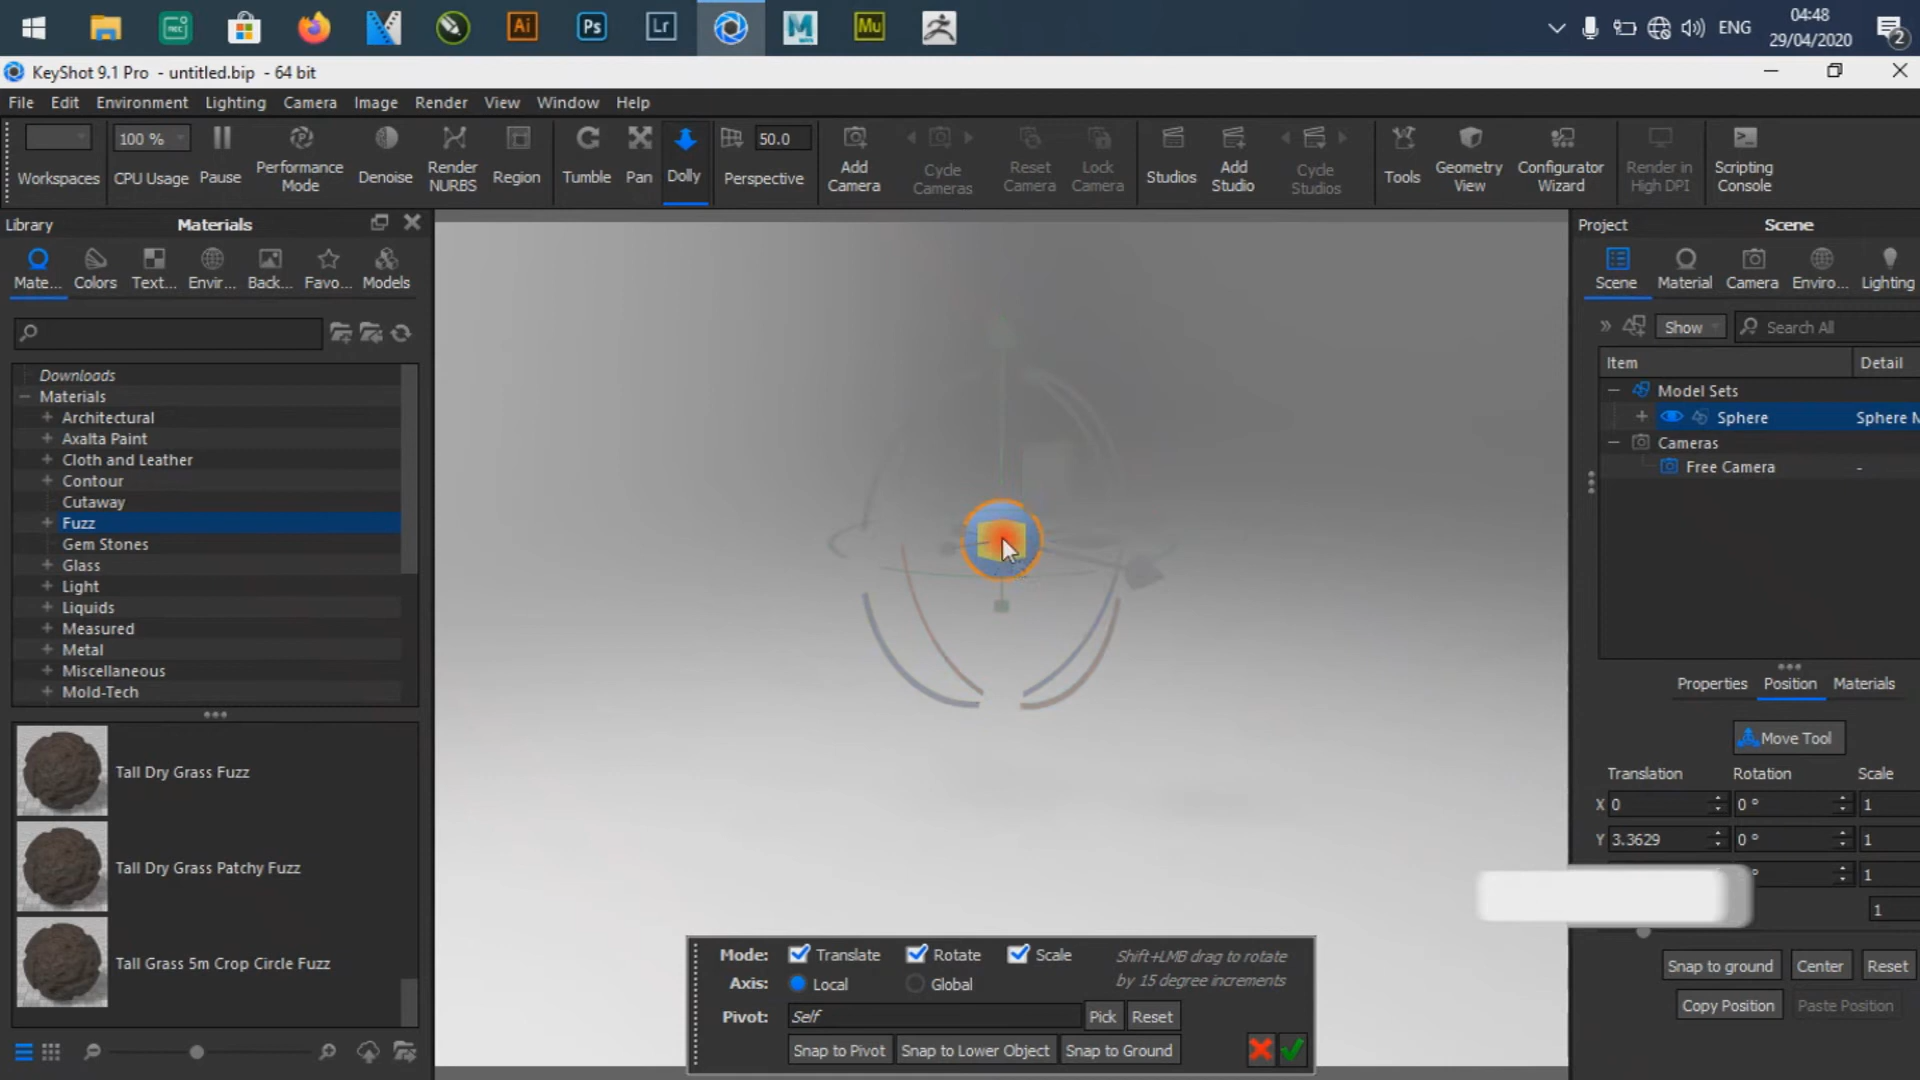 REC
Ai
Ps
Lr
Mu
ENG
04:48
29/04/2020
2
KeyShot 9.1 Pro - untitled.bip - 64 bit
File Edit Environment Lighting Camera Image Render View Window Help
Workspaces
100 %
CPU Usage
Pause
Performance Mode
Denoise
Render NURBS
Region
Tumble
Pan
Dolly
50.0
Perspective
Add Camera
Cycle Cameras
Reset Camera
Lock Camera
Studios
Add Studio
Cycle Studios
Tools
Geometry View
Configurator Wizard
Render in High DPI
Scripting Console
Library Materials
Mate... Colors Text... Envir... Back... Favo... Models
Downloads
Materials
Architectural
Axalta Paint
Cloth and Leather
Contour
Cutaway
Fuzz
Gem Stones
Glass
Light
Liquids
Measured
Metal
Miscellaneous
Mold-Tech
Tall Dry Grass Fuzz
Tall Dry Grass Patchy Fuzz
Tall Grass 5m Crop Circle Fuzz
Project Scene
Scene Material Camera Enviro... Lighting
Show Search All
Item Detail
Model Sets
Sphere Sphere N
Cameras
Free Camera -
Properties Position Materials
Move Tool
Translation Rotation Scale
X 0 0 ° 1
Y 3.3629 0 ° 1
° 1
1
Snap to ground Center Reset
Copy Position Paste Position
Mode: Translate Rotate Scale
Shift+LMB drag to rotate
by 15 degree increments
Axis: Local Global
Pivot: Self Pick Reset
Snap to Pivot Snap to Lower Object Snap to Ground